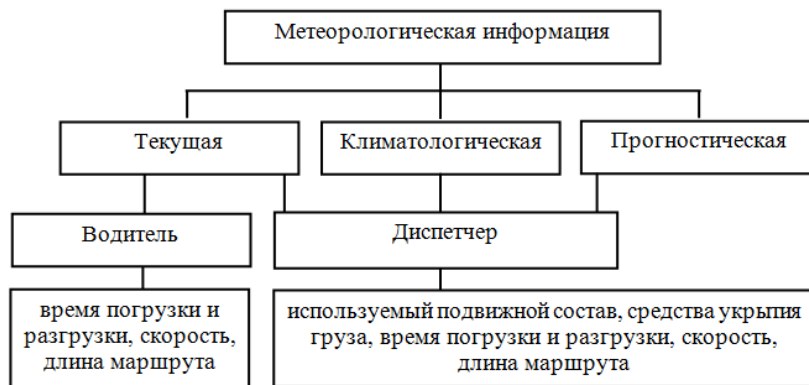 Метеорологическая информация
Текущая
Климатологическая
Прогностическая
Водитель
Диспетчер
время погрузки и
разгрузки, скорость,
длина маршрута
используемый подвижной состав, средства укрытия
груза, время погрузки и разгрузки, скорость,
длина маршрута